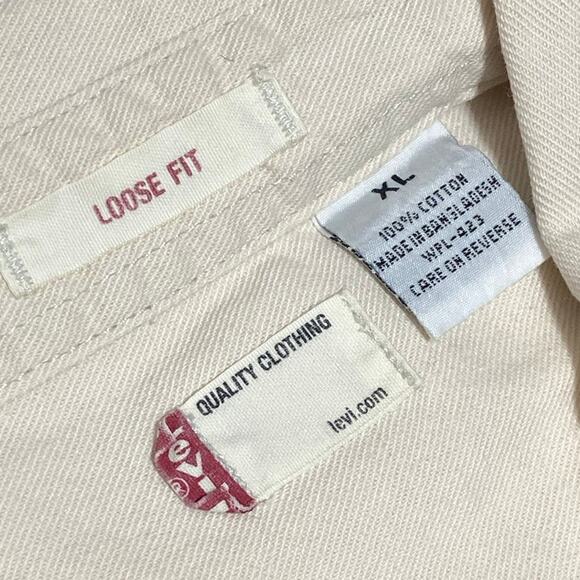 LOOSE FIT
XL
100% COTTON
MADE IN BANGLADESH
WPL-423
CARE ON REVERSE
QUALITY CLOTHING
levi.com